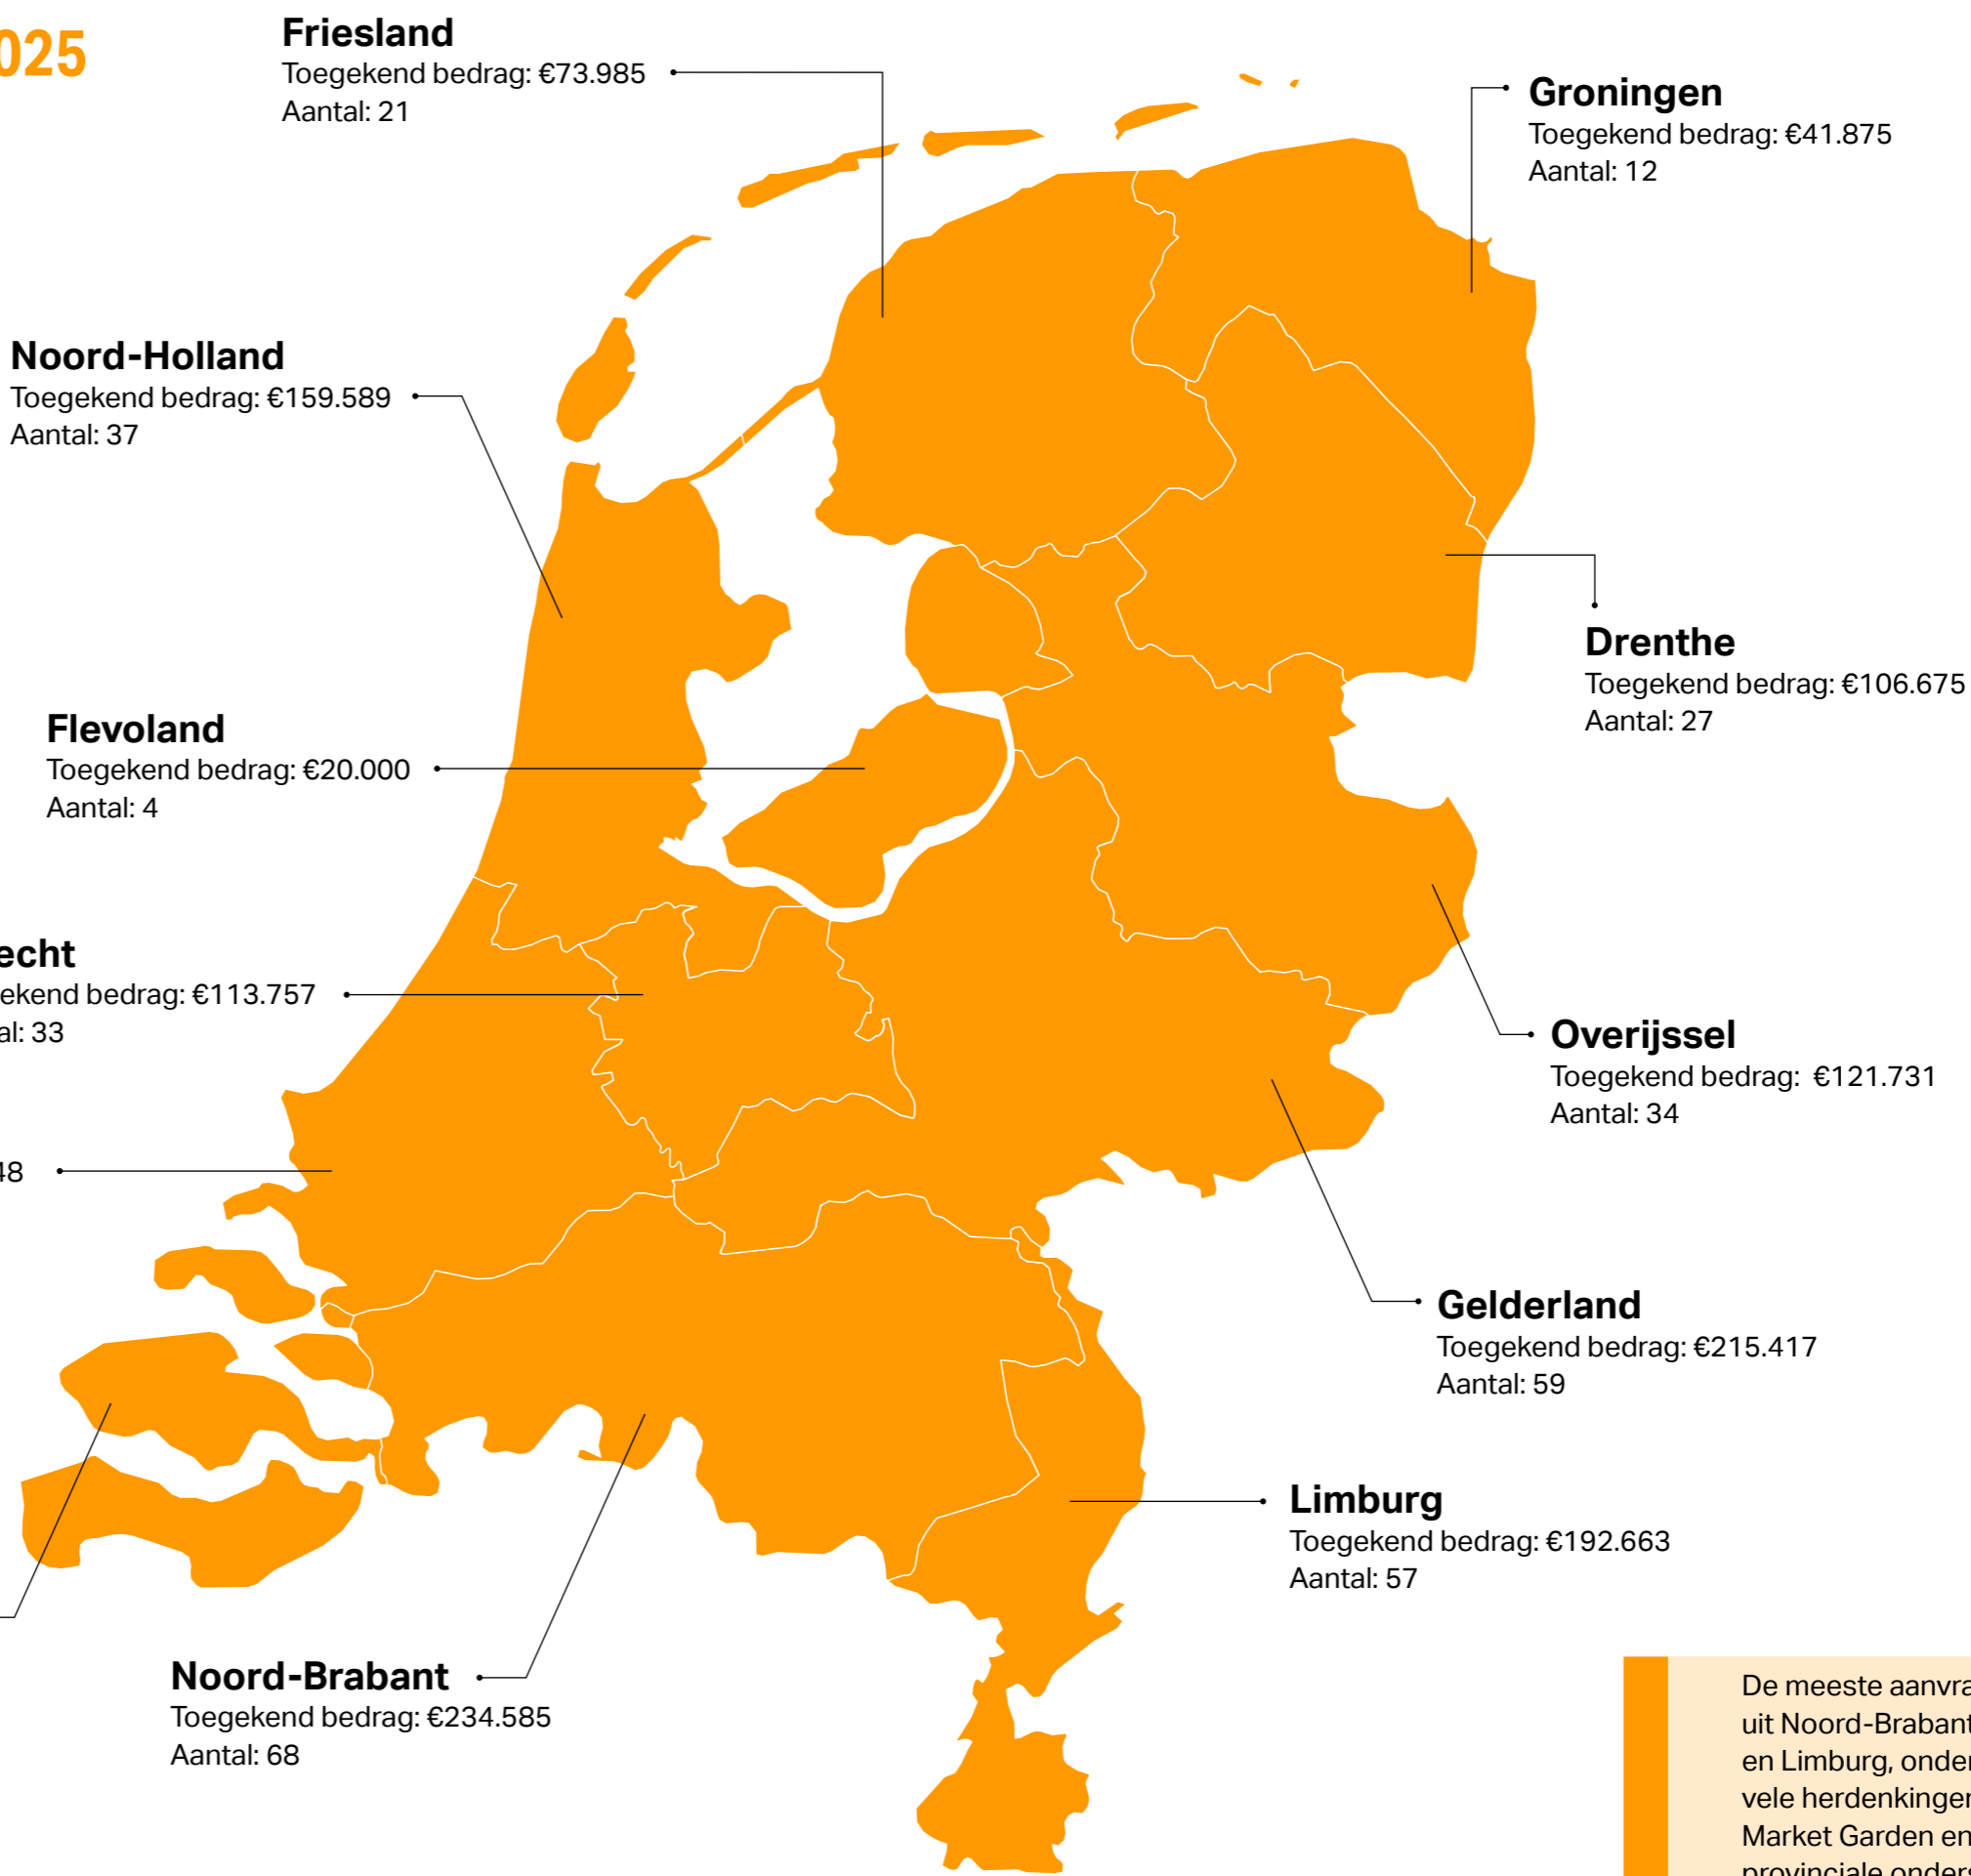 025
Friesland
Toegekend bedrag: €73.985
Aantal: 21
Groningen
Toegekend bedrag: €41.875
Aantal: 12
Noord-Holland
Toegekend bedrag: €159.589
Aantal: 37
Drenthe
Toegekend bedrag: €106.675
Aantal: 27
Flevoland
Toegekend bedrag: €20.000
Aantal: 4
echt
ekend bedrag: €113.757
al: 33
Overijssel
Toegekend bedrag: €121.731
Aantal: 34
48
Gelderland
Toegekend bedrag: €215.417
Aantal: 59
Limburg
Toegekend bedrag: €192.663
Aantal: 57
Noord-Brabant
Toegekend bedrag: €234.585
Aantal: 68
De meeste aanvra
uit Noord-Brabant
en Limburg, onder
vele herdenkingen
Market Garden en
provinciale onders